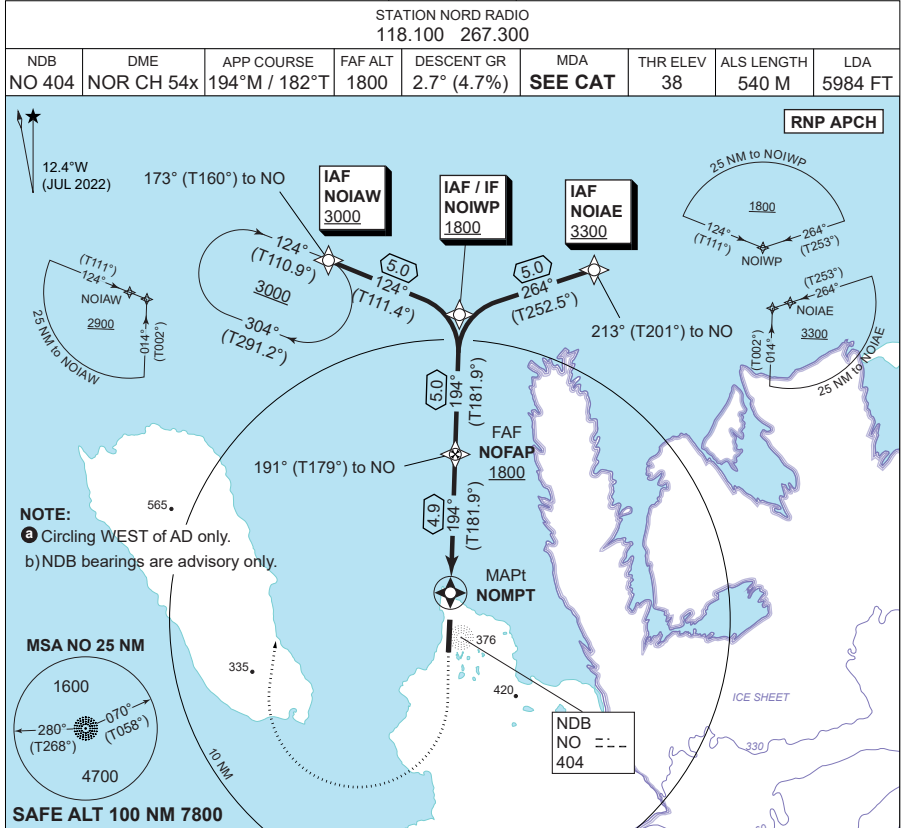 STATION NORD RADIO
118.100 267.300
NDB
NO 404
DME
NOR CH 54x
APP COURSE
194°M / 182°T
FAF ALT
1800
DESCENT GR
2.7° (4.7%)
MDA
SEE CAT
THR ELEV
38
ALS LENGTH
540 M
LDA
5984 FT
RNP APCH
12.4°W
(JUL 2022)
173° (T160°) to NO
IAF
NOIAW
3000
IAF / IF
NOIWP
1800
IAF
NOIAE
3300
25 NM to NOIWP
1800
124°
(T111°)
264°
(T253°)
NOIWP
124°
(T110.9°)
3000
304°
(T291.2°)
5.0
124°
(T111.4°)
5.0
264°
(T252.5°)
213° (T201°) to NO
(T111°)
124°
NOIAW
2900
014°
(T002°)
25 NM to NOIAW
(T253°)
264°
NOIAE
3300
014°
(T002°)
25 NM to NOIAE
5.0
194°
(T181.9°)
FAF
NOFAP
1800
191° (T179°) to NO
4.9
194°
(T181.9°)
565
NOTE:
a Circling WEST of AD only.
b) NDB bearings are advisory only.
MAPt
NOMPT
376
335
420
MSA NO 25 NM
1600
280°
(T268°)
070°
(T058°)
4700
10 NM
NDB
NO
404
ICE SHEET
330
SAFE ALT 100 NM 7800